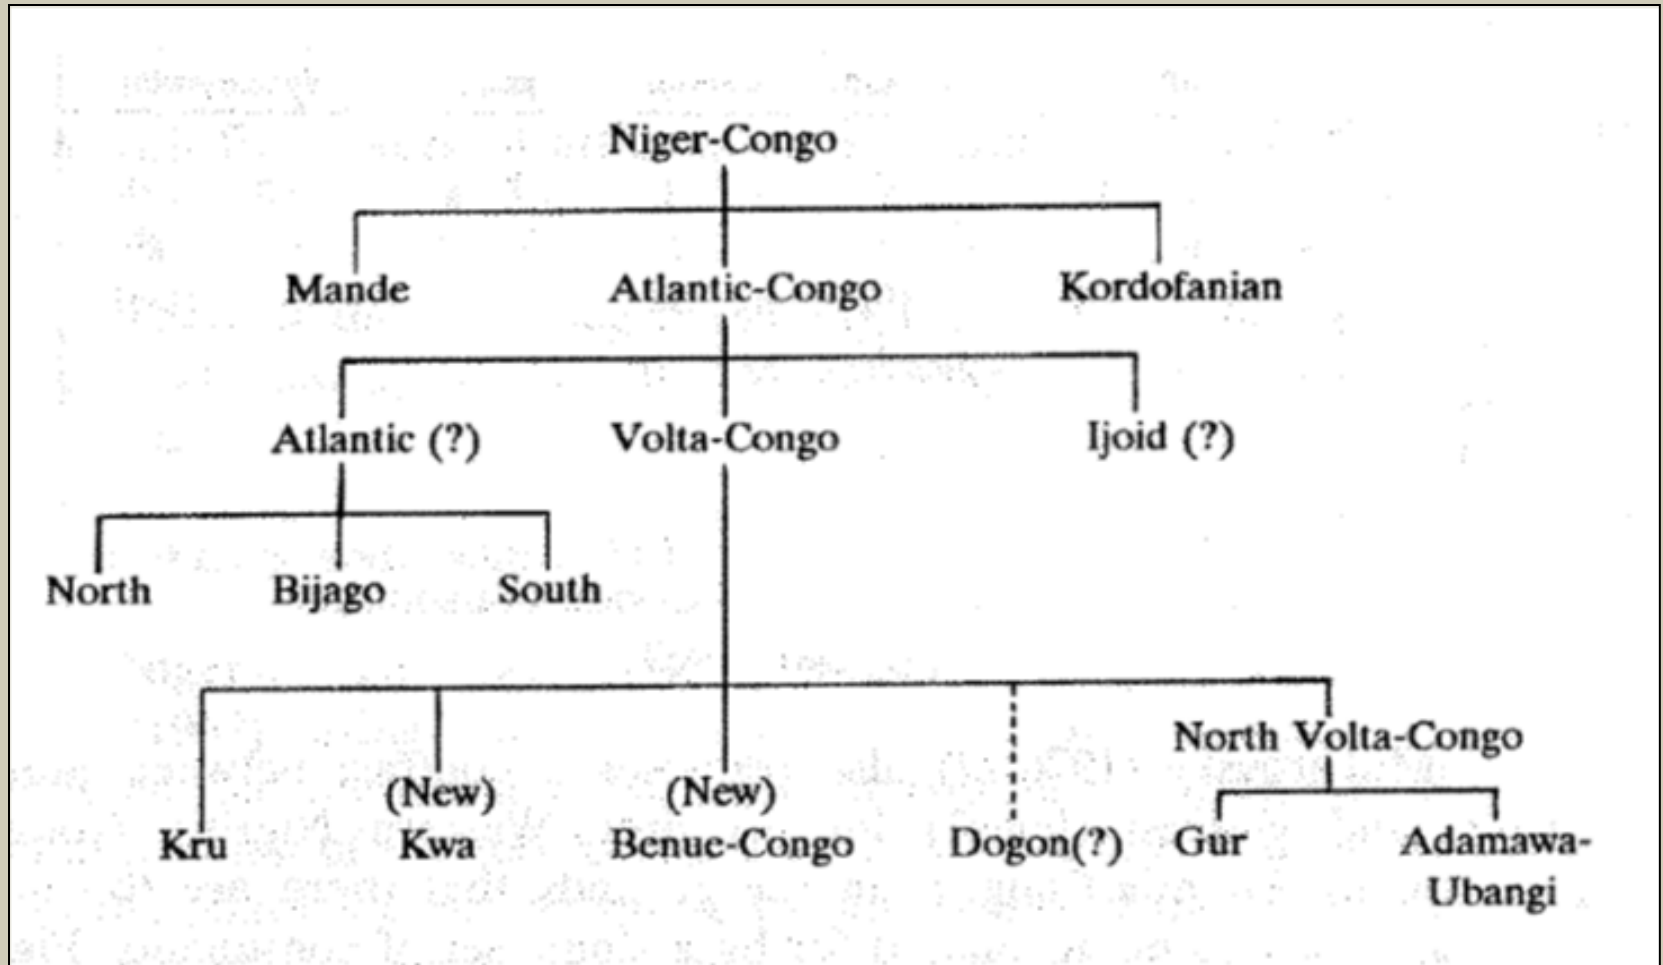 Niger-Congo
Mande Atlantic-Congo Kordofanian
Atlantic (?) Volta-Congo Ijoid (?)
North Bijago South
North Volta-Congo
(New) (New)
Kru Kwa Benue-Congo Dogon(?) Gur Adamawa-
Ubangi